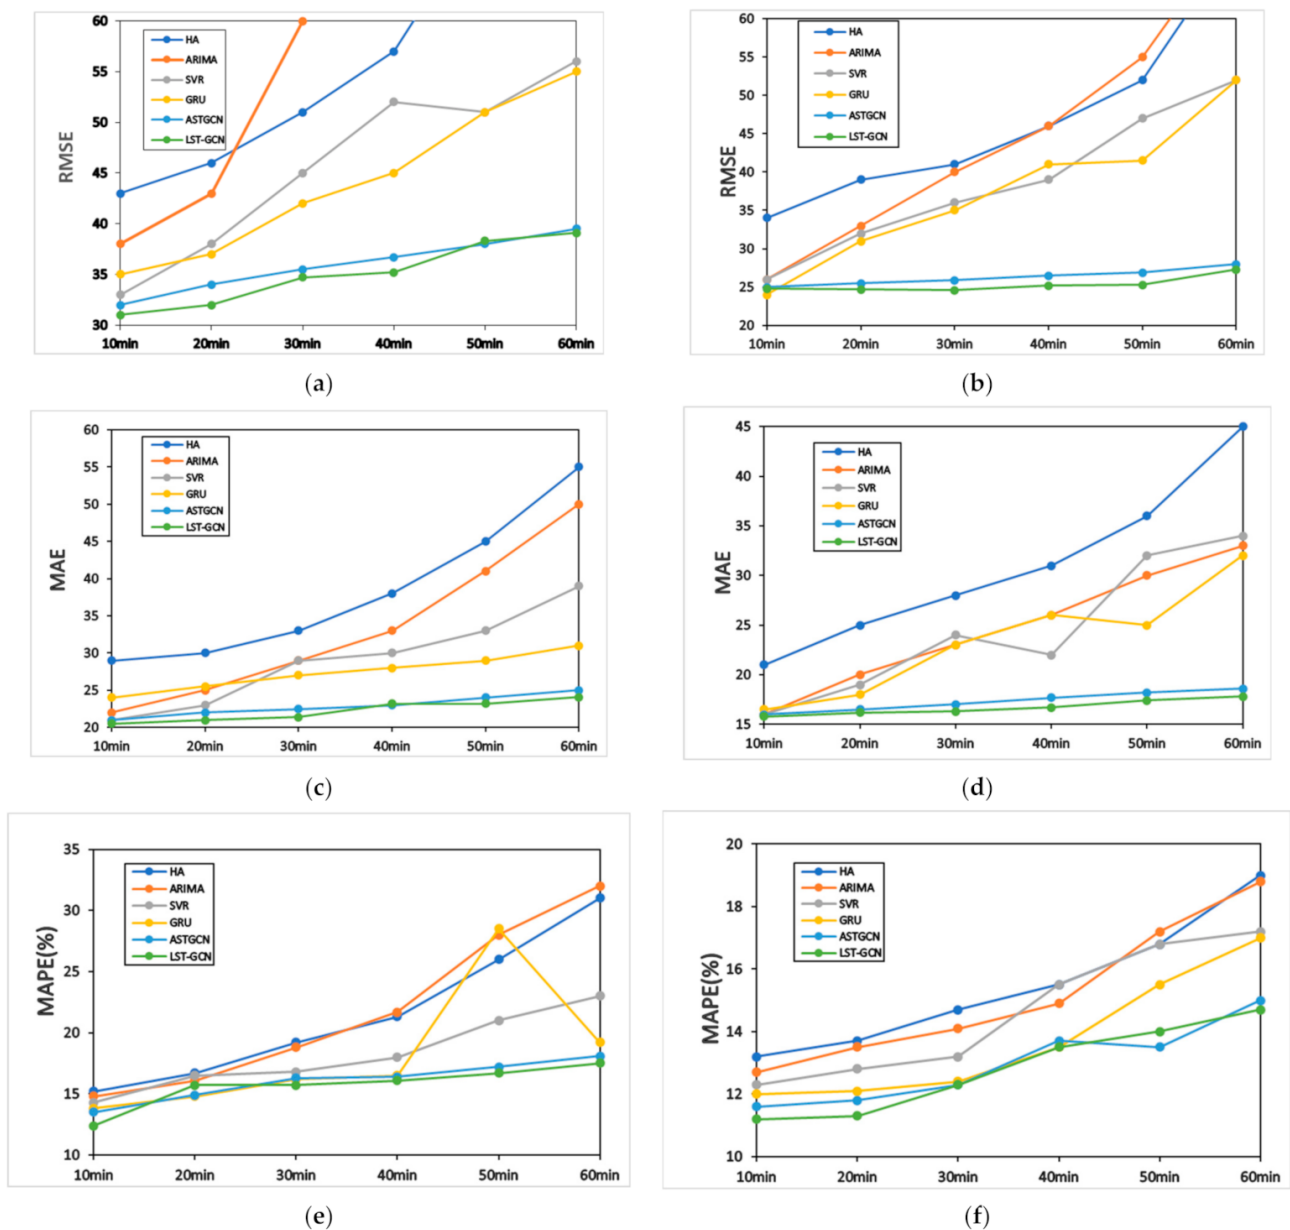 60
55
50
45
40
35
30
RMSE
HA
ARIMA
SVR
GRU
ASTGCN
LST-GCN
10min 20min 30min 40min 50min 60min
(a)
60
55
50
45
40
35
30
25
20
RMSE
HA
ARIMA
SVR
GRU
ASTGCN
LST-GCN
10min 20min 30min 40min 50min 60min
(b)
60
55
50
45
40
35
30
25
20
MAE
HA
ARIMA
SVR
GRU
ASTGCN
LST-GCN
10min 20min 30min 40min 50min 60min
(c)
45
40
35
30
25
20
15
MAE
HA
ARIMA
SVR
GRU
ASTGCN
LST-GCN
10min 20min 30min 40min 50min 60min
(d)
35
30
25
20
15
10
MAPE(%)
HA
ARIMA
SVR
GRU
ASTGCN
LST-GCN
10min 20min 30min 40min 50min 60min
(e)
20
18
16
14
12
10
MAPE(%)
HA
ARIMA
SVR
GRU
ASTGCN
LST-GCN
10min 20min 30min 40min 50min 60min
(f)